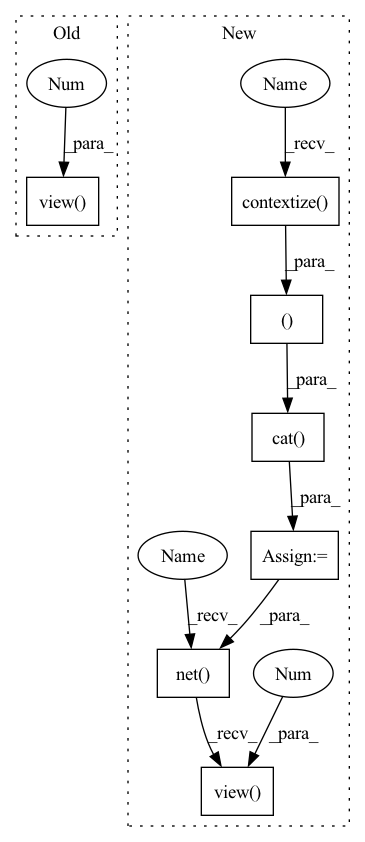 Old
New
Num
Name
_para_
_recv_
view()
contextize()
_para_
()
_para_
cat()
_para_
Name
Assign:=
_recv_
_para_
net()
Num
_recv_
_para_
view()